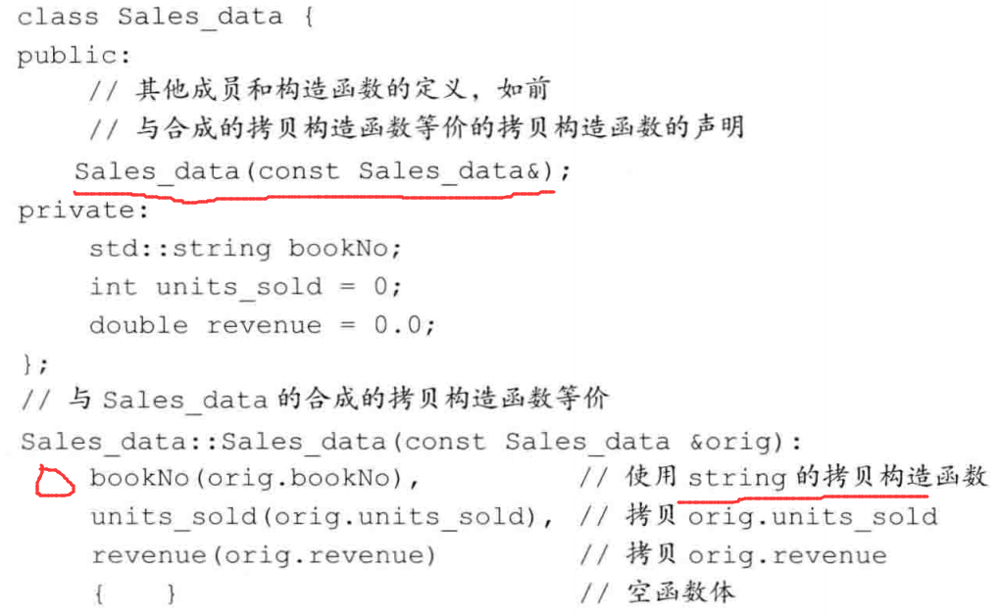 class Sales_data {
public:
// 其他成员和构造函数的定义，如前
// 与合成的拷贝构造函数等价的拷贝构造函数的声明
Sales_data(const Sales_data&);
private:
std::string bookNo;
int units_sold = 0;
double revenue = 0.0;
};
// 与 Sales_data 的合成的拷贝构造函数等价
Sales_data::Sales_data(const Sales_data &orig):
bookNo(orig.bookNo), // 使用 string 的拷贝构造函数
units_sold(orig.units_sold), // 拷贝 orig.units_sold
revenue(orig.revenue) // 拷贝 orig.revenue
{ } // 空函数体